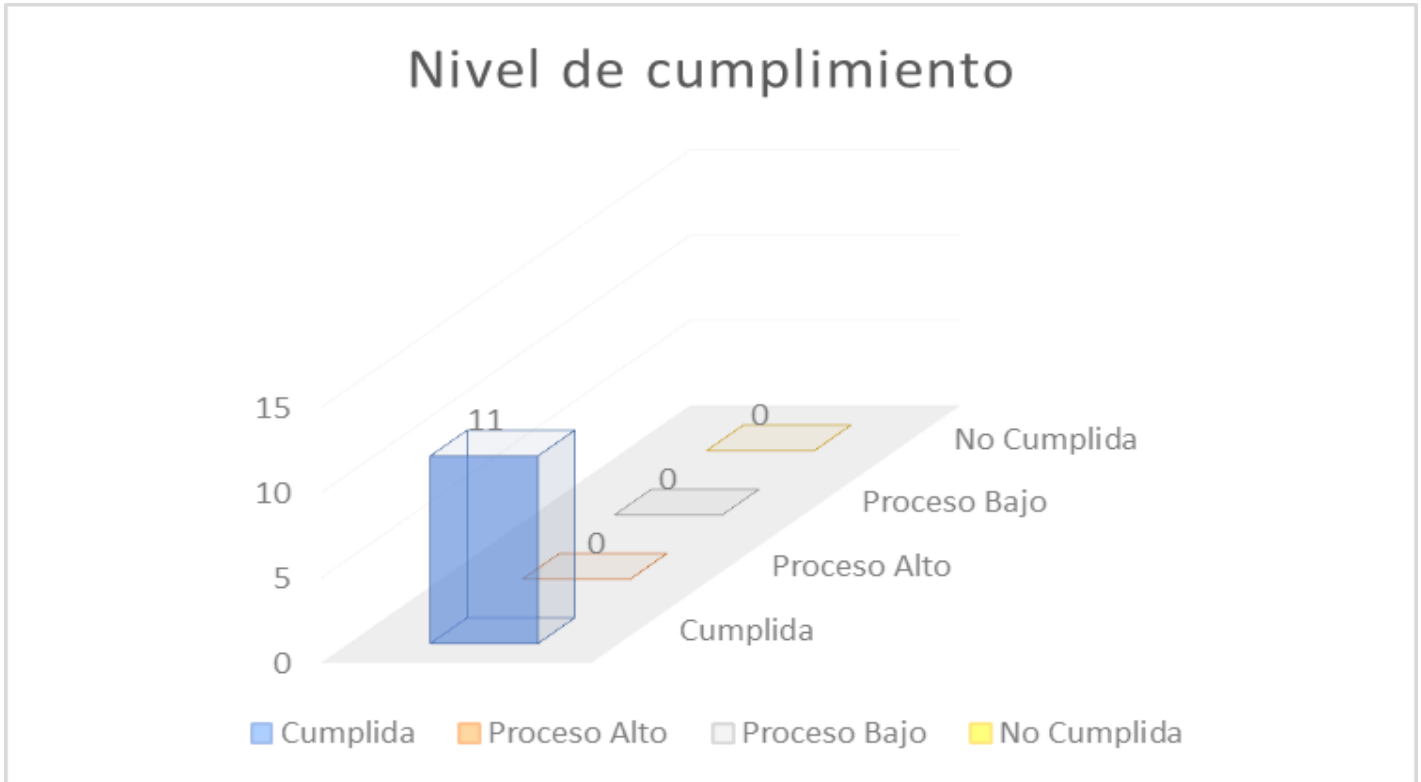 Nivel de cumplimiento
15
11
0
No Cumplida
10
0
Proceso Bajo
5
0
Proceso Alto
0
Cumplida
Cumplida Proceso Alto Proceso Bajo No Cumplida